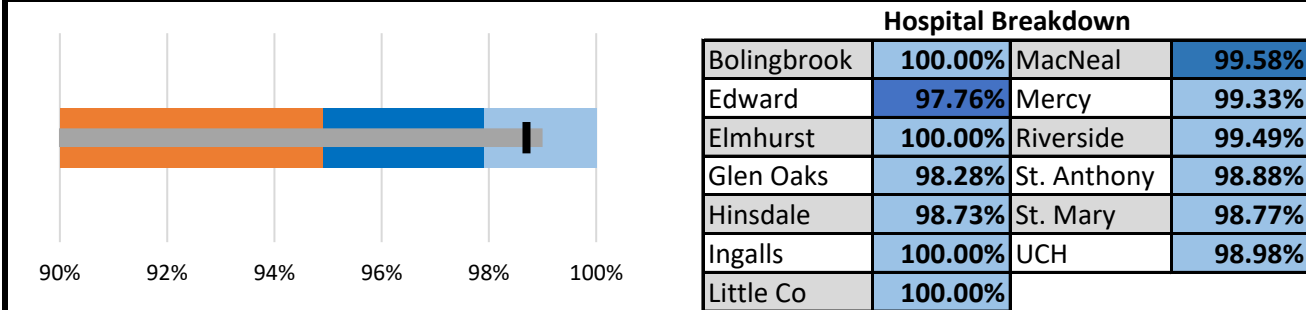 Hospital Breakdown
Bolingbrook 100.00% MacNeal 99.58%
Edward 97.76% Mercy 99.33%
Elmhurst 100.00% Riverside 99.49%
Glen Oaks 98.28% St. Anthony 98.88%
Hinsdale 98.73% St. Mary 98.77%
Ingalls 100.00% UCH 98.98%
Little Co 100.00%
90% 92% 94% 96% 98% 100%